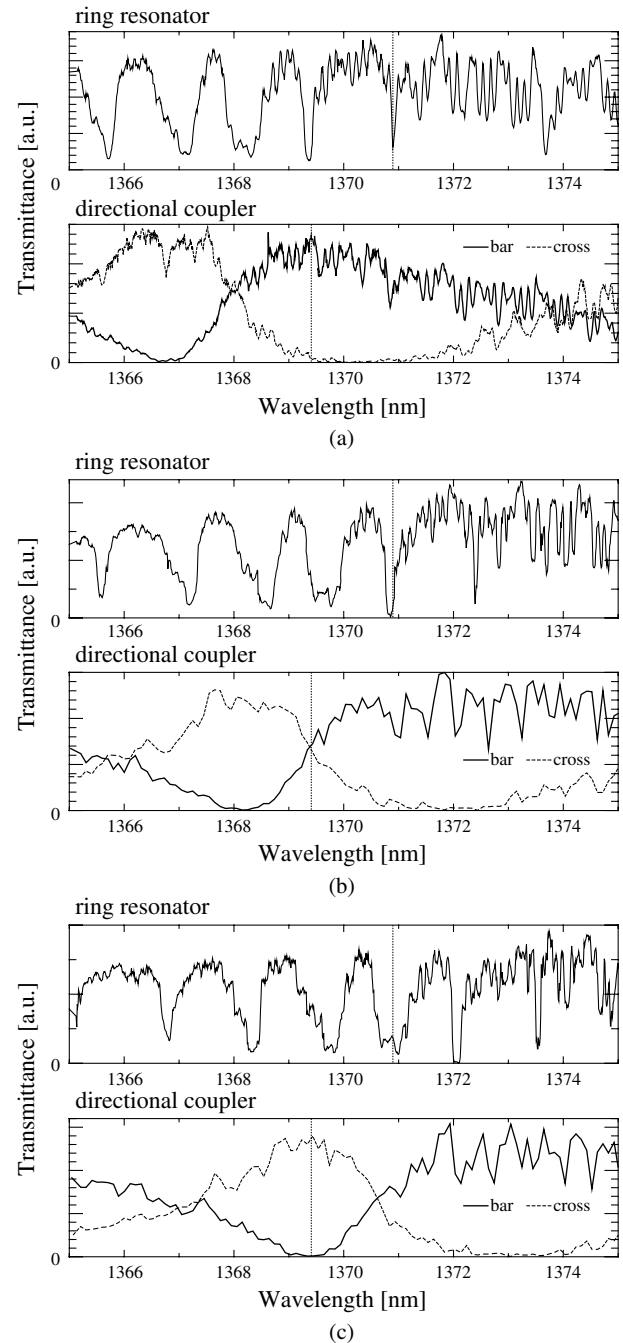 ring resonator
Transmittance [a.u.]
0
1366 1368 1370 1372 1374
directional coupler
bar cross
0
1366 1368 1370 1372 1374
Wavelength [nm]
(a)
ring resonator
Transmittance [a.u.]
0
1366 1368 1370 1372 1374
directional coupler
bar cross
0
1366 1368 1370 1372 1374
Wavelength [nm]
(b)
ring resonator
Transmittance [a.u.]
0
1366 1368 1370 1372 1374
directional coupler
bar cross
0
1366 1368 1370 1372 1374
Wavelength [nm]
(c)